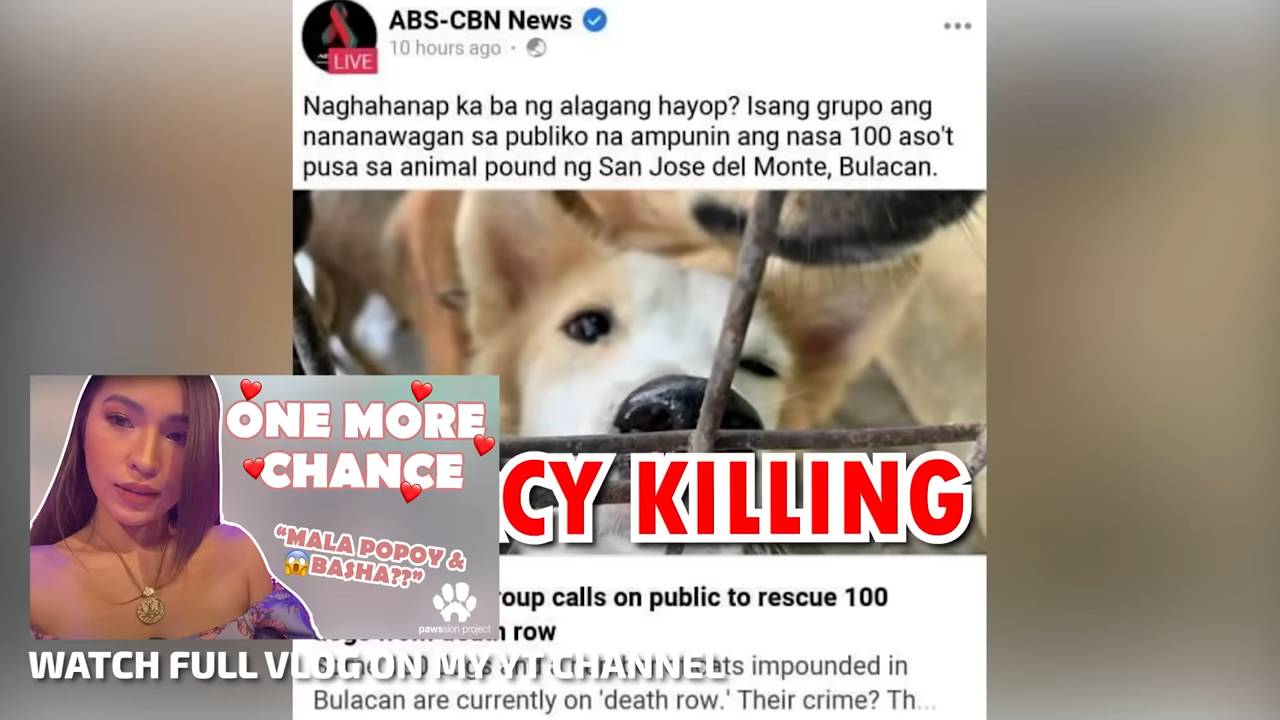 ABS-CBN News
LIVE
10 hours ago ·
Naghahanap ka ba ng alagang hayop? Isang grupo ang
nananawagan sa publiko na ampunin ang nasa 100 aso't
pusa sa animal pound ng San Jose del Monte, Bulacan.
ONE MORE
CHANCE
"MALA POPOY &
BASHA??"
pawssion project
CY KILLING
roup calls on public to rescue 100
row
WATCH FULL VLOG ON MY YT CHANNEL
impounded in
Bulacan are currently on 'death row.' Their crime? Th...